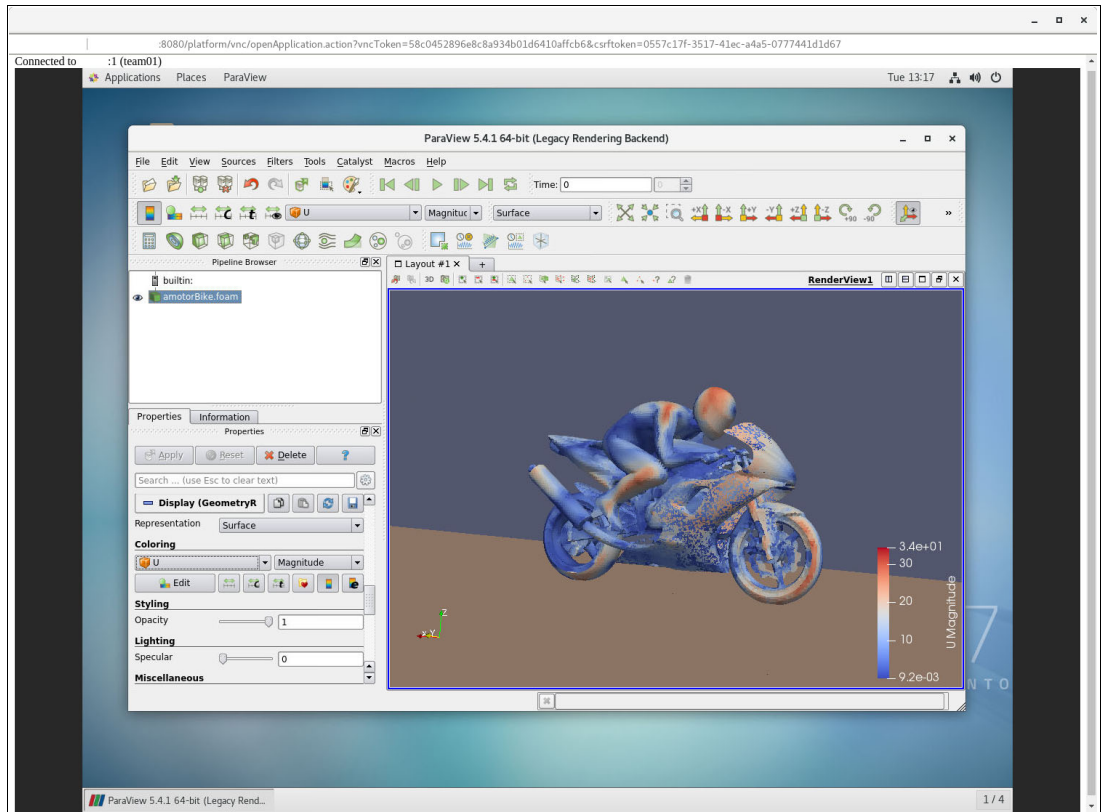 :8080/platform/vnc/openApplication.action?vncToken=58c0452896e8c8a934b01d6410affcb6&csrftoken=0557c17f-3517-41ec-a4a5-0777441d1d67
Connected to :1 (team01)
Applications Places ParaView Tue 13:17
ParaView 5.4.1 64-bit (Legacy Rendering Backend)
File Edit View Sources Filters Tools Catalyst Macros Help
Time: 0 0
U Magnituc Surface +X -X +Y -Y +Z -Z +90 -90 »
Pipeline Browser
Layout #1 × +
builtin:
3D RenderView1
amotorBike.foam
Properties Information
Properties
Apply Reset Delete ?
Search ... (use Esc to clear text)
Display (GeometryR
Representation Surface
Coloring
U Magnitude
Edit
Styling
Opacity 1
Lighting
Specular 0
Miscellaneous
3.4e+01
30
20
10
9.2e-03
U Magnitude
Z
X Y
7
NTO
ParaView 5.4.1 64-bit (Legacy Rend... 1 / 4